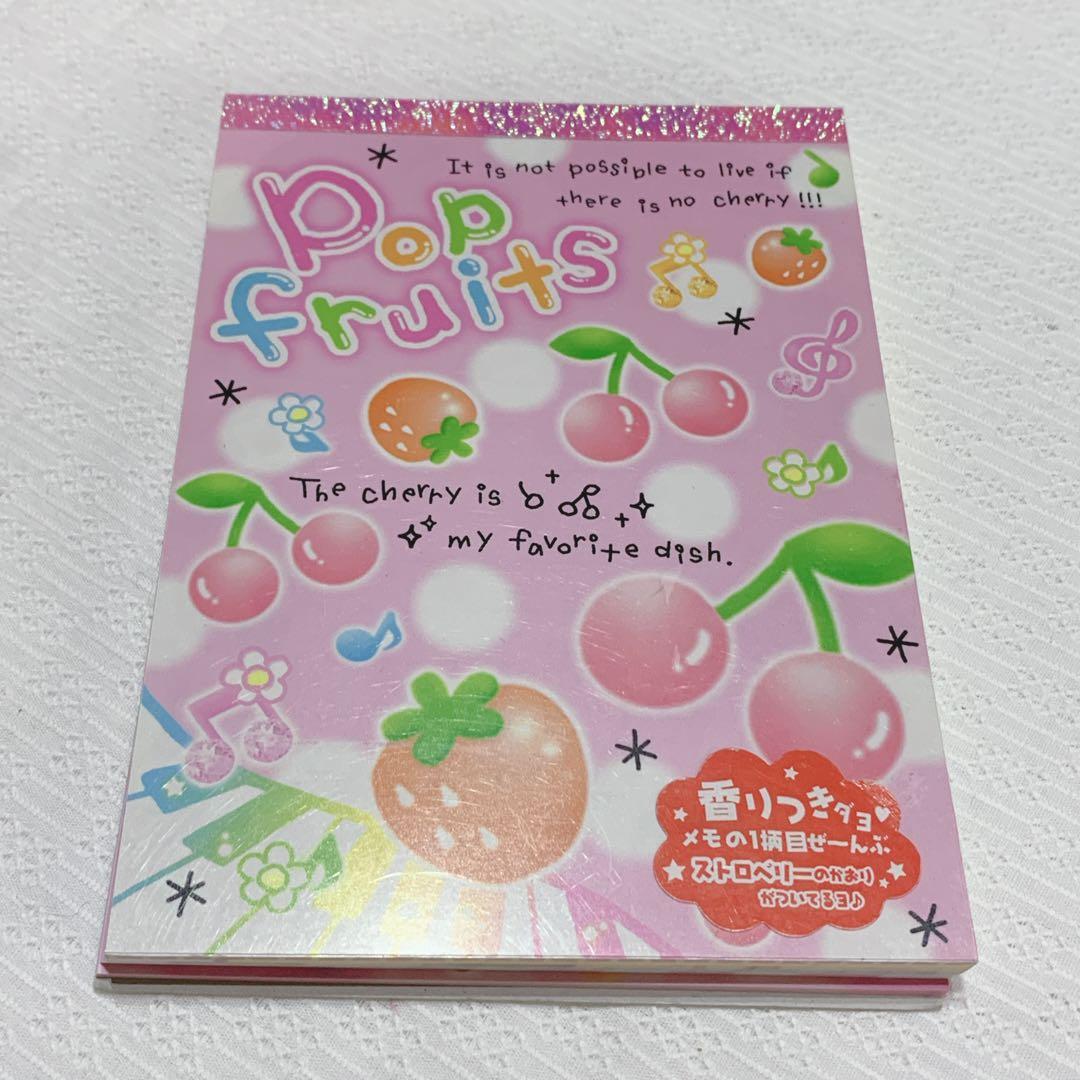 It is not possible to live if
there is no cherry!!!
Pop
fruits
The cherry is
my favorite dish.
香りつきダョ♥
メモの1柄目ぜーんぶ
★ストロベリーのかおり
がついてるヨ♪